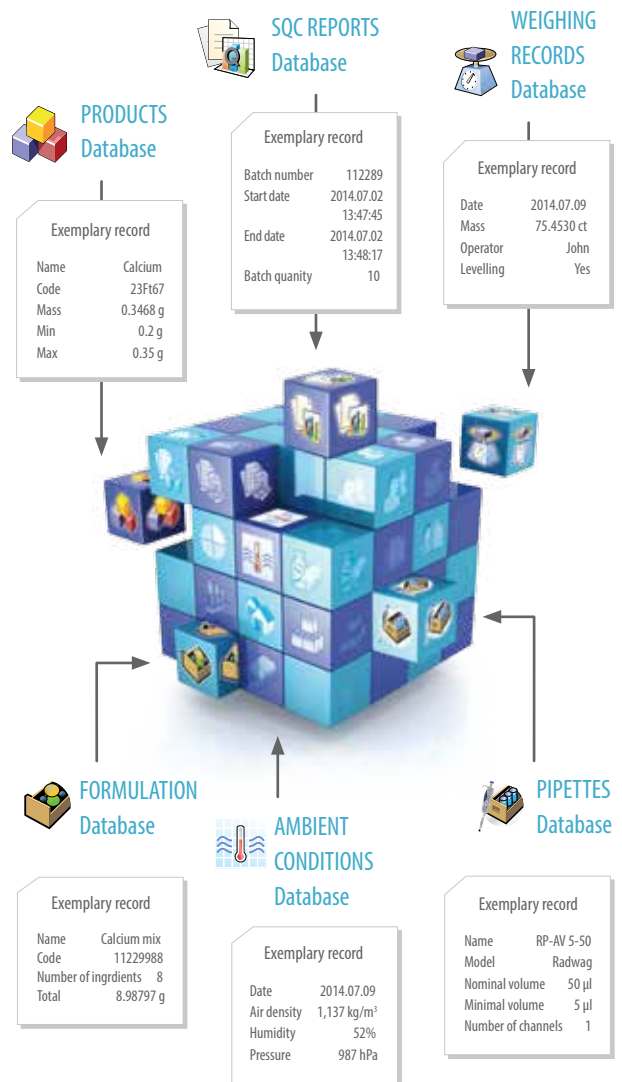 SQC REPORTS
Database
WEIGHING
RECORDS
Database
PRODUCTS
Database
Exemplary record
Batch number 112289
Start date 2014.07.02
13:47:45
End date 2014.07.02
13:48:17
Batch quanity 10
Exemplary record
Date 2014.07.09
Mass 75.4530 ct
Operator John
Levelling Yes
Exemplary record
Name Calcium
Code 23Ft67
Mass 0.3468 g
Min 0.2 g
Max 0.35 g
FORMULATION
Database
AMBIENT
CONDITIONS
Database
PIPETTES
Database
Exemplary record
Name Calcium mix
Code 11229988
Number of ingrdients 8
Total 8.98797 g
Exemplary record
Date 2014.07.09
Air density 1,137 kg/m³
Humidity 52%
Pressure 987 hPa
Exemplary record
Name RP-AV 5-50
Model Radwag
Nominal volume 50 µl
Minimal volume 5 µl
Number of channels 1